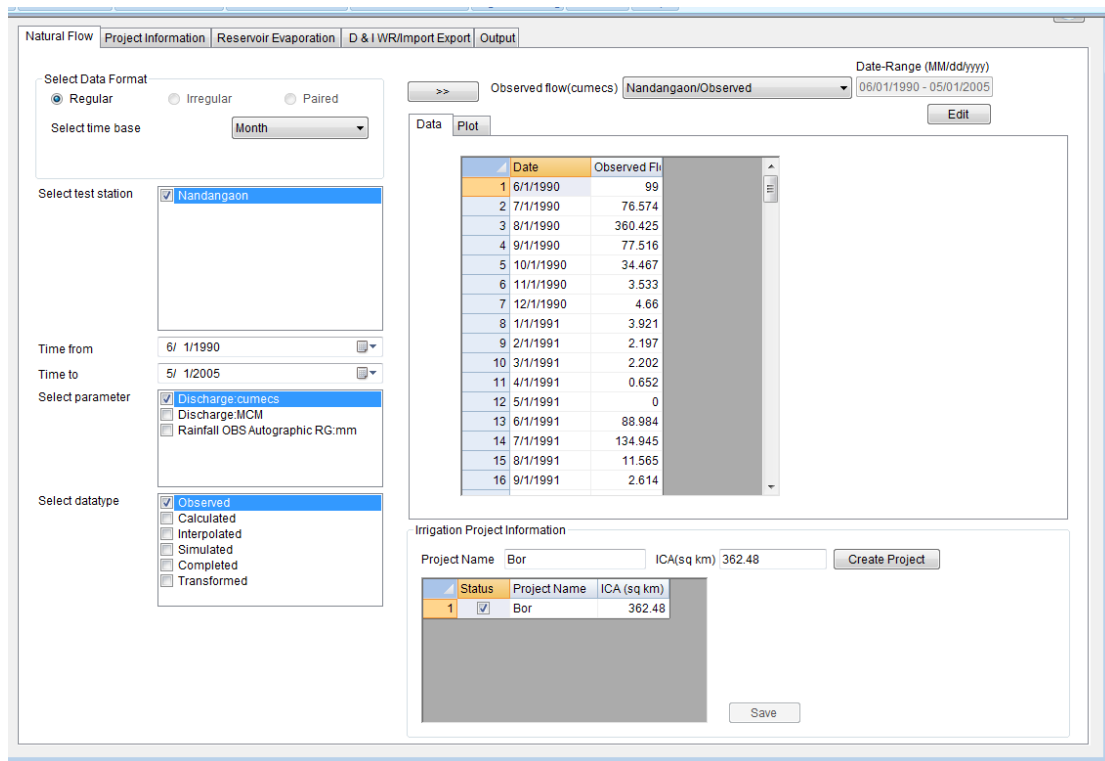 Natural Flow Project Information Reservoir Evaporation D & I WR/Import Export Output
Select Data Format
Regular Irregular Paired
Select time base Month
Select test station Nandangaon
Time from 6/ 1/1990
Time to 5/ 1/2005
Select parameter Discharge:cumecs
Discharge:MCM
Rainfall OBS Autographic RG:mm
Select datatype Observed
Calculated
Interpolated
Simulated
Completed
Transformed
Date-Range (MM/dd/yyyy)
>> Observed flow(cumecs) Nandangaon/Observed 06/01/1990 - 05/01/2005
Edit
Data Plot
Date Observed Fl
1 6/1/1990 99
2 7/1/1990 76.574
3 8/1/1990 360.425
4 9/1/1990 77.516
5 10/1/1990 34.467
6 11/1/1990 3.533
7 12/1/1990 4.66
8 1/1/1991 3.921
9 2/1/1991 2.197
10 3/1/1991 2.202
11 4/1/1991 0.652
12 5/1/1991 0
13 6/1/1991 88.984
14 7/1/1991 134.945
15 8/1/1991 11.565
16 9/1/1991 2.614
Irrigation Project Information
Project Name Bor ICA(sq km) 362.48 Create Project
Status Project Name ICA (sq km)
1 Bor 362.48
Save